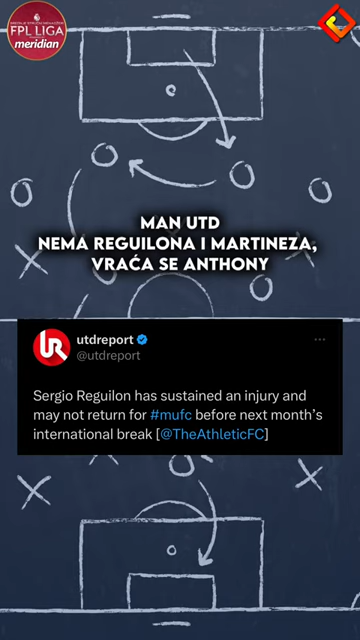 FPL LIGA
meridian
MAN UTD
NEMA REGUILONA I MARTINEZA,
VRAĆA SE ANTHONY
utdreport
@utdreport
Sergio Reguilon has sustained an injury and
may not return for #mufc before next month's
international break [@TheAthleticFC]